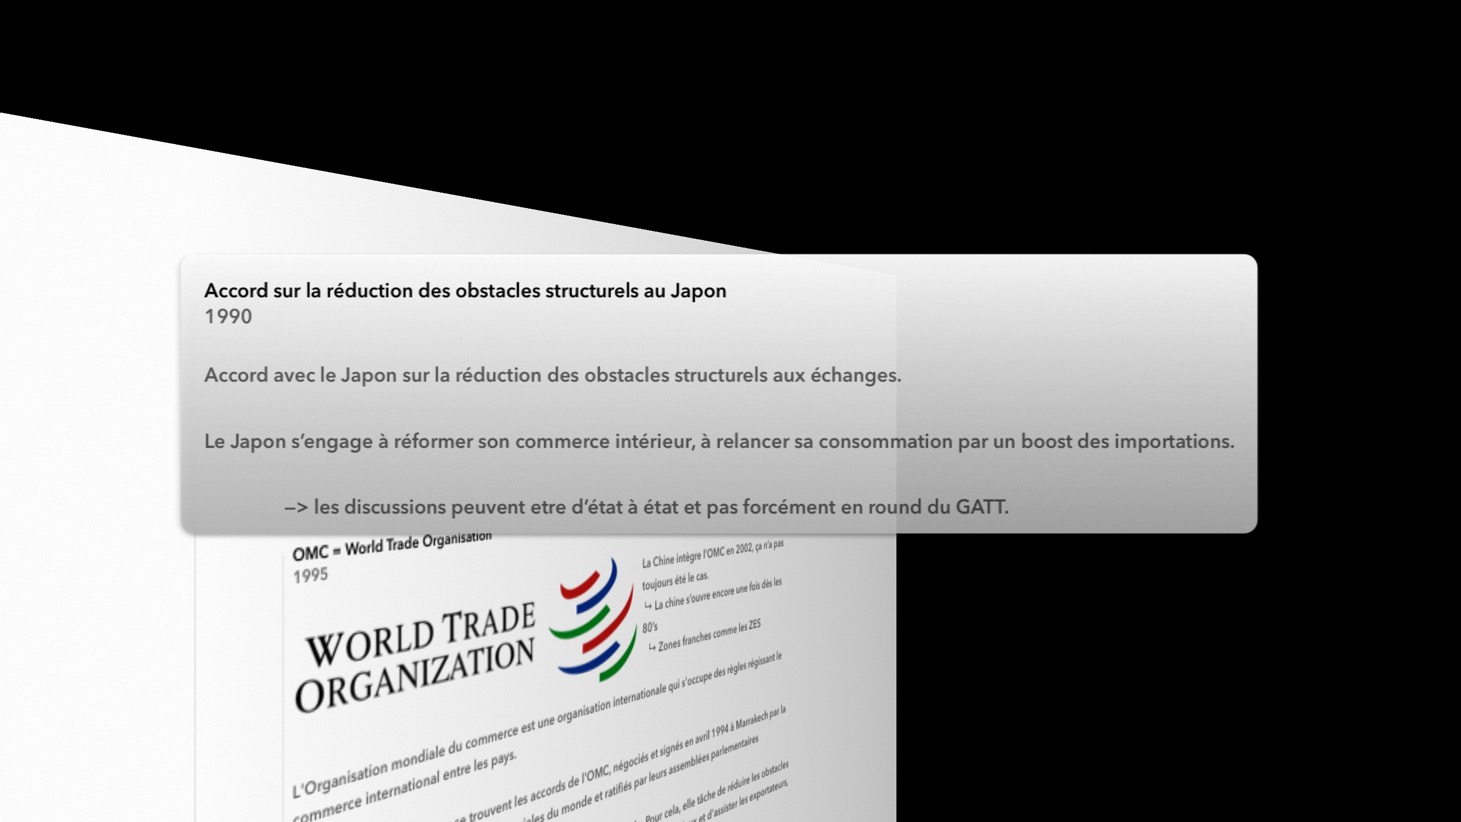 Accord sur la réduction des obstacles structurels au Japon
1990
Accord avec le Japon sur la réduction des obstacles structurels aux échanges.
Le Japon s’engage à réformer son commerce intérieur, à relancer sa consommation par un boost des importations.
—> les discussions peuvent etre d’état à état et pas forcément en round du GATT.
OMC = World Trade Organisation
1995
WORLD TRADE
ORGANIZATION
La Chine intègre l'OMC en 2002, ça n'a pas
toujours été le cas.
↳ La chine s'ouvre encore une fois dès les
80's
↳ Zones franches comme les ZES
L'Organisation mondiale du commerce est une organisation internationale qui s'occupe des règles régissant le
commerce international entre les pays.
se trouvent les accords de l'OMC, négociés et signés en avril 1994 à Marrakech par la
du monde et ratifiés par leurs assemblées parlementaires
Pour cela, elle tâche de réduire les obstacles
et d'assister les exportateurs,